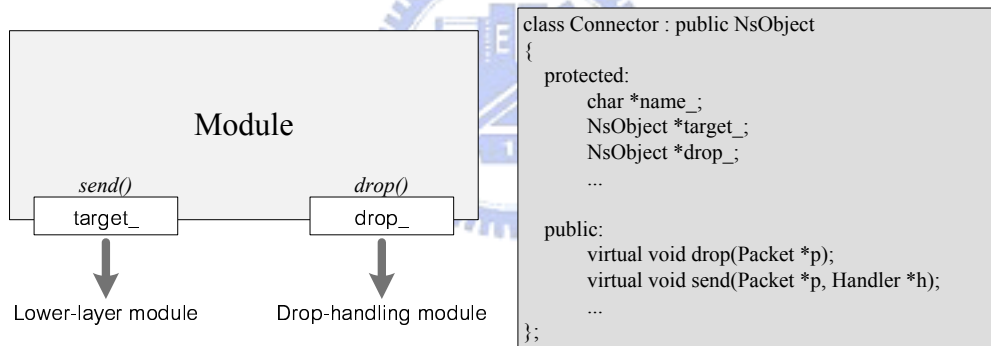 Module
send()
drop()
target_
drop_
Lower-layer module
Drop-handling module
class Connector : public NsObject
{
protected:
char *name_;
NsObject *target_;
NsObject *drop_;
...
public:
virtual void drop(Packet *p);
virtual void send(Packet *p, Handler *h);
...
};